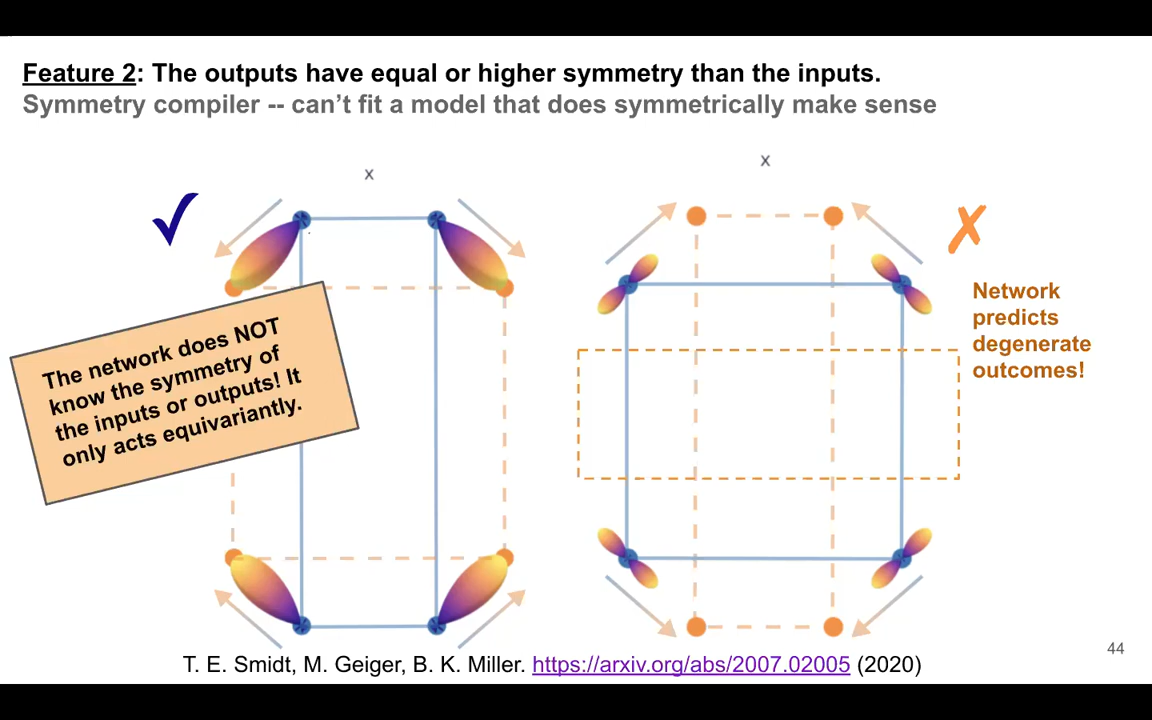 Feature 2: The outputs have equal or higher symmetry than the inputs.
Symmetry compiler -- can’t fit a model that does symmetrically make sense
x
x
✓
✗
The network does NOT
know the symmetry of
the inputs or outputs! It
only acts equivariantly.
Network
predicts
degenerate
outcomes!
44
T. E. Smidt, M. Geiger, B. K. Miller. https://arxiv.org/abs/2007.02005 (2020)